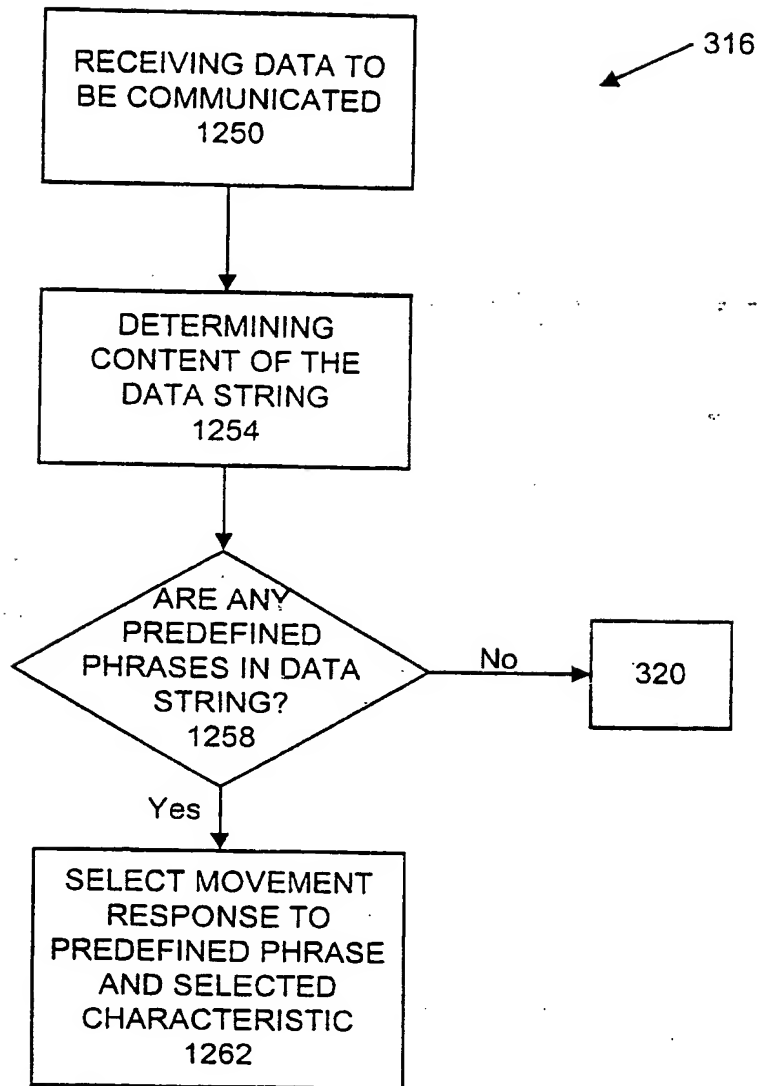 316
RECEIVING DATA TO
BE COMMUNICATED
1250
DETERMINING
CONTENT OF THE
DATA STRING
1254
ARE ANY
PREDEFINED
PHRASES IN DATA
STRING?
1258
No
320
Yes
SELECT MOVEMENT
RESPONSE TO
PREDEFINED PHRASE
AND SELECTED
CHARACTERISTIC
1262